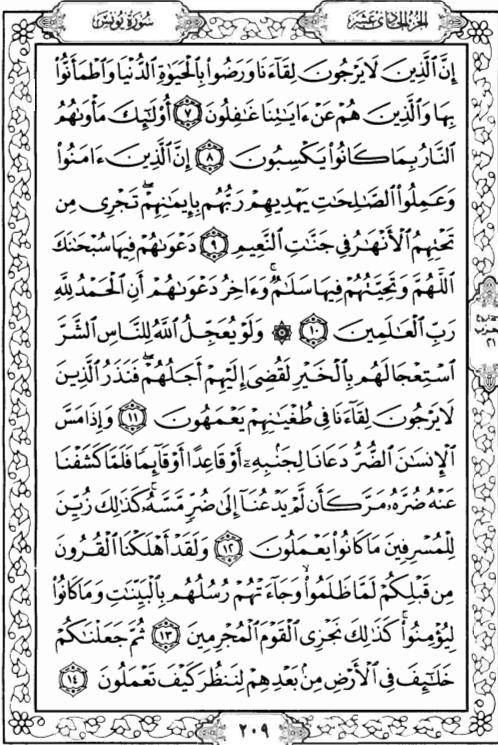 الجزء الحادي عشر
سورة يونس
إِنَّ ٱلَّذِينَ لَا يَرْجُونَ لِقَآءَنَا وَرَضُوا۟ بِٱلْحَيَوٰةِ ٱلدُّنْيَا وَٱطْمَأَنُّوا۟
بِهَا وَٱلَّذِينَ هُمْ عَنْ ءَايَـٰتِنَا غَـٰفِلُونَ ٧ أُو۟لَـٰٓئِكَ مَأْوَىٰهُمُ
ٱلنَّارُ بِمَا كَانُوا۟ يَكْسِبُونَ ٨ إِنَّ ٱلَّذِينَ ءَامَنُوا۟
وَعَمِلُوا۟ ٱلصَّـٰلِحَـٰتِ يَهْدِيهِمْ رَبُّهُم بِإِيمَـٰنِهِمْ ۖ تَجْرِى مِن
تَحْتِهِمُ ٱلْأَنْهَـٰرُ فِى جَنَّـٰتِ ٱلنَّعِيمِ ٩ دَعْوَىٰهُمْ فِيهَا سُبْحَـٰنَكَ
ٱللَّهُمَّ وَتَحِيَّتُهُمْ فِيهَا سَلَـٰمٌ ۚ وَءَاخِرُ دَعْوَىٰهُمْ أَنِ ٱلْحَمْدُ لِلَّهِ
رَبِّ ٱلْعَـٰلَمِينَ ١٠ ۞ وَلَوْ يُعَجِّلُ ٱللَّهُ لِلنَّاسِ ٱلشَّرَّ
ٱسْتِعْجَالَهُم بِٱلْخَيْرِ لَقُضِىَ إِلَيْهِمْ أَجَلُهُمْ ۖ فَنَذَرُ ٱلَّذِينَ
لَا يَرْجُونَ لِقَآءَنَا فِى طُغْيَـٰنِهِمْ يَعْمَهُونَ ١١ وَإِذَا مَسَّ
ٱلْإِنسَـٰنَ ٱلضُّرُّ دَعَانَا لِجَنۢبِهِۦٓ أَوْ قَاعِدًا أَوْ قَآئِمًا فَلَمَّا كَشَفْنَا
عَنْهُ ضُرَّهُۥ مَرَّ كَأَن لَّمْ يَدْعُنَآ إِلَىٰ ضُرٍّ مَّسَّهُۥ ۚ كَذَٰلِكَ زُيِّنَ
لِلْمُسْرِفِينَ مَا كَانُوا۟ يَعْمَلُونَ ١٢ وَلَقَدْ أَهْلَكْنَا ٱلْقُرُونَ
مِن قَبْلِكُمْ لَمَّا ظَلَمُوا۟ ۙ وَجَآءَتْهُمْ رُسُلُهُم بِٱلْبَيِّنَـٰتِ وَمَا كَانُوا۟
لِيُؤْمِنُوا۟ ۚ كَذَٰلِكَ نَجْزِى ٱلْقَوْمَ ٱلْمُجْرِمِينَ ١٣ ثُمَّ جَعَلْنَـٰكُمْ
خَلَـٰٓئِفَ فِى ٱلْأَرْضِ مِنۢ بَعْدِهِمْ لِنَنظُرَ كَيْفَ تَعْمَلُونَ ١٤
الحزب
٢١
٢٠٩